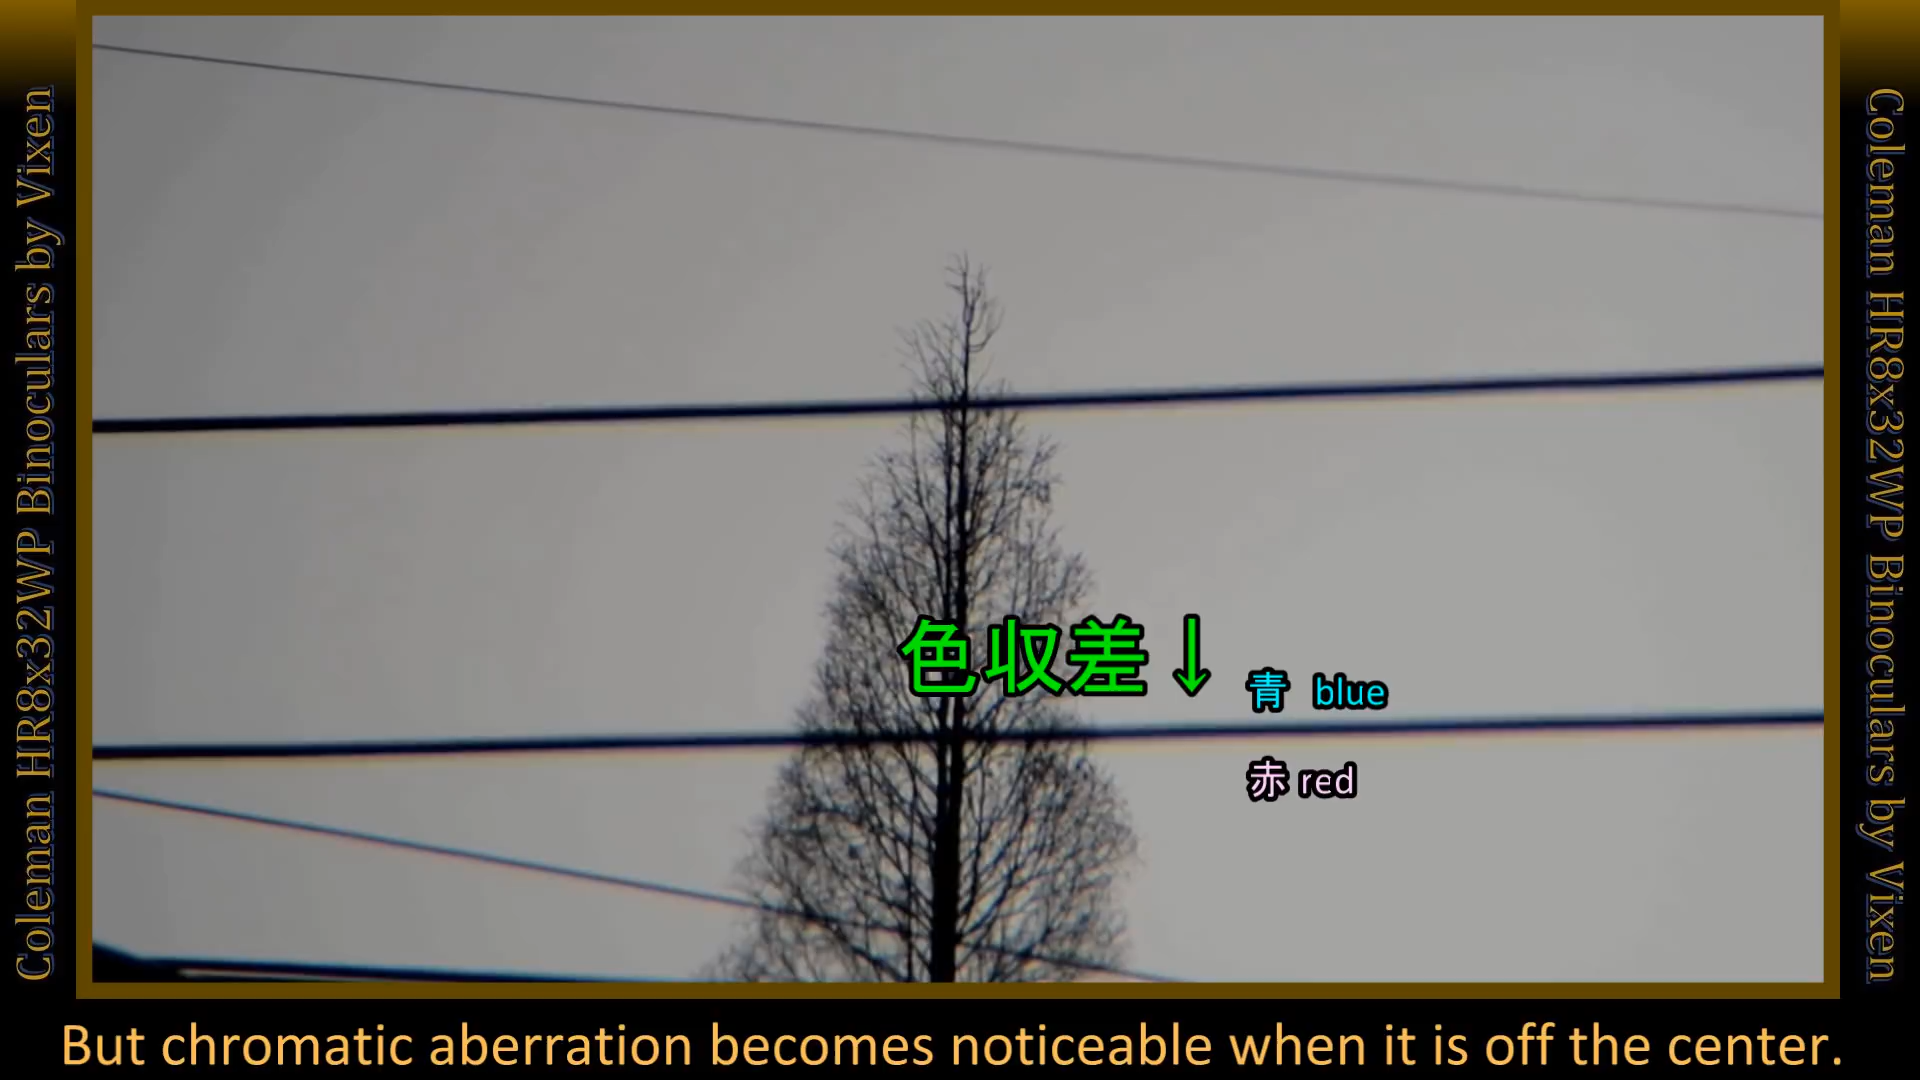 Coleman HR8x32WP Binoculars by Vixen
色収差↓
青 blue
赤 red
Coleman HR8x32WP Binoculars by Vixen
But chromatic aberration becomes noticeable when it is off the center.